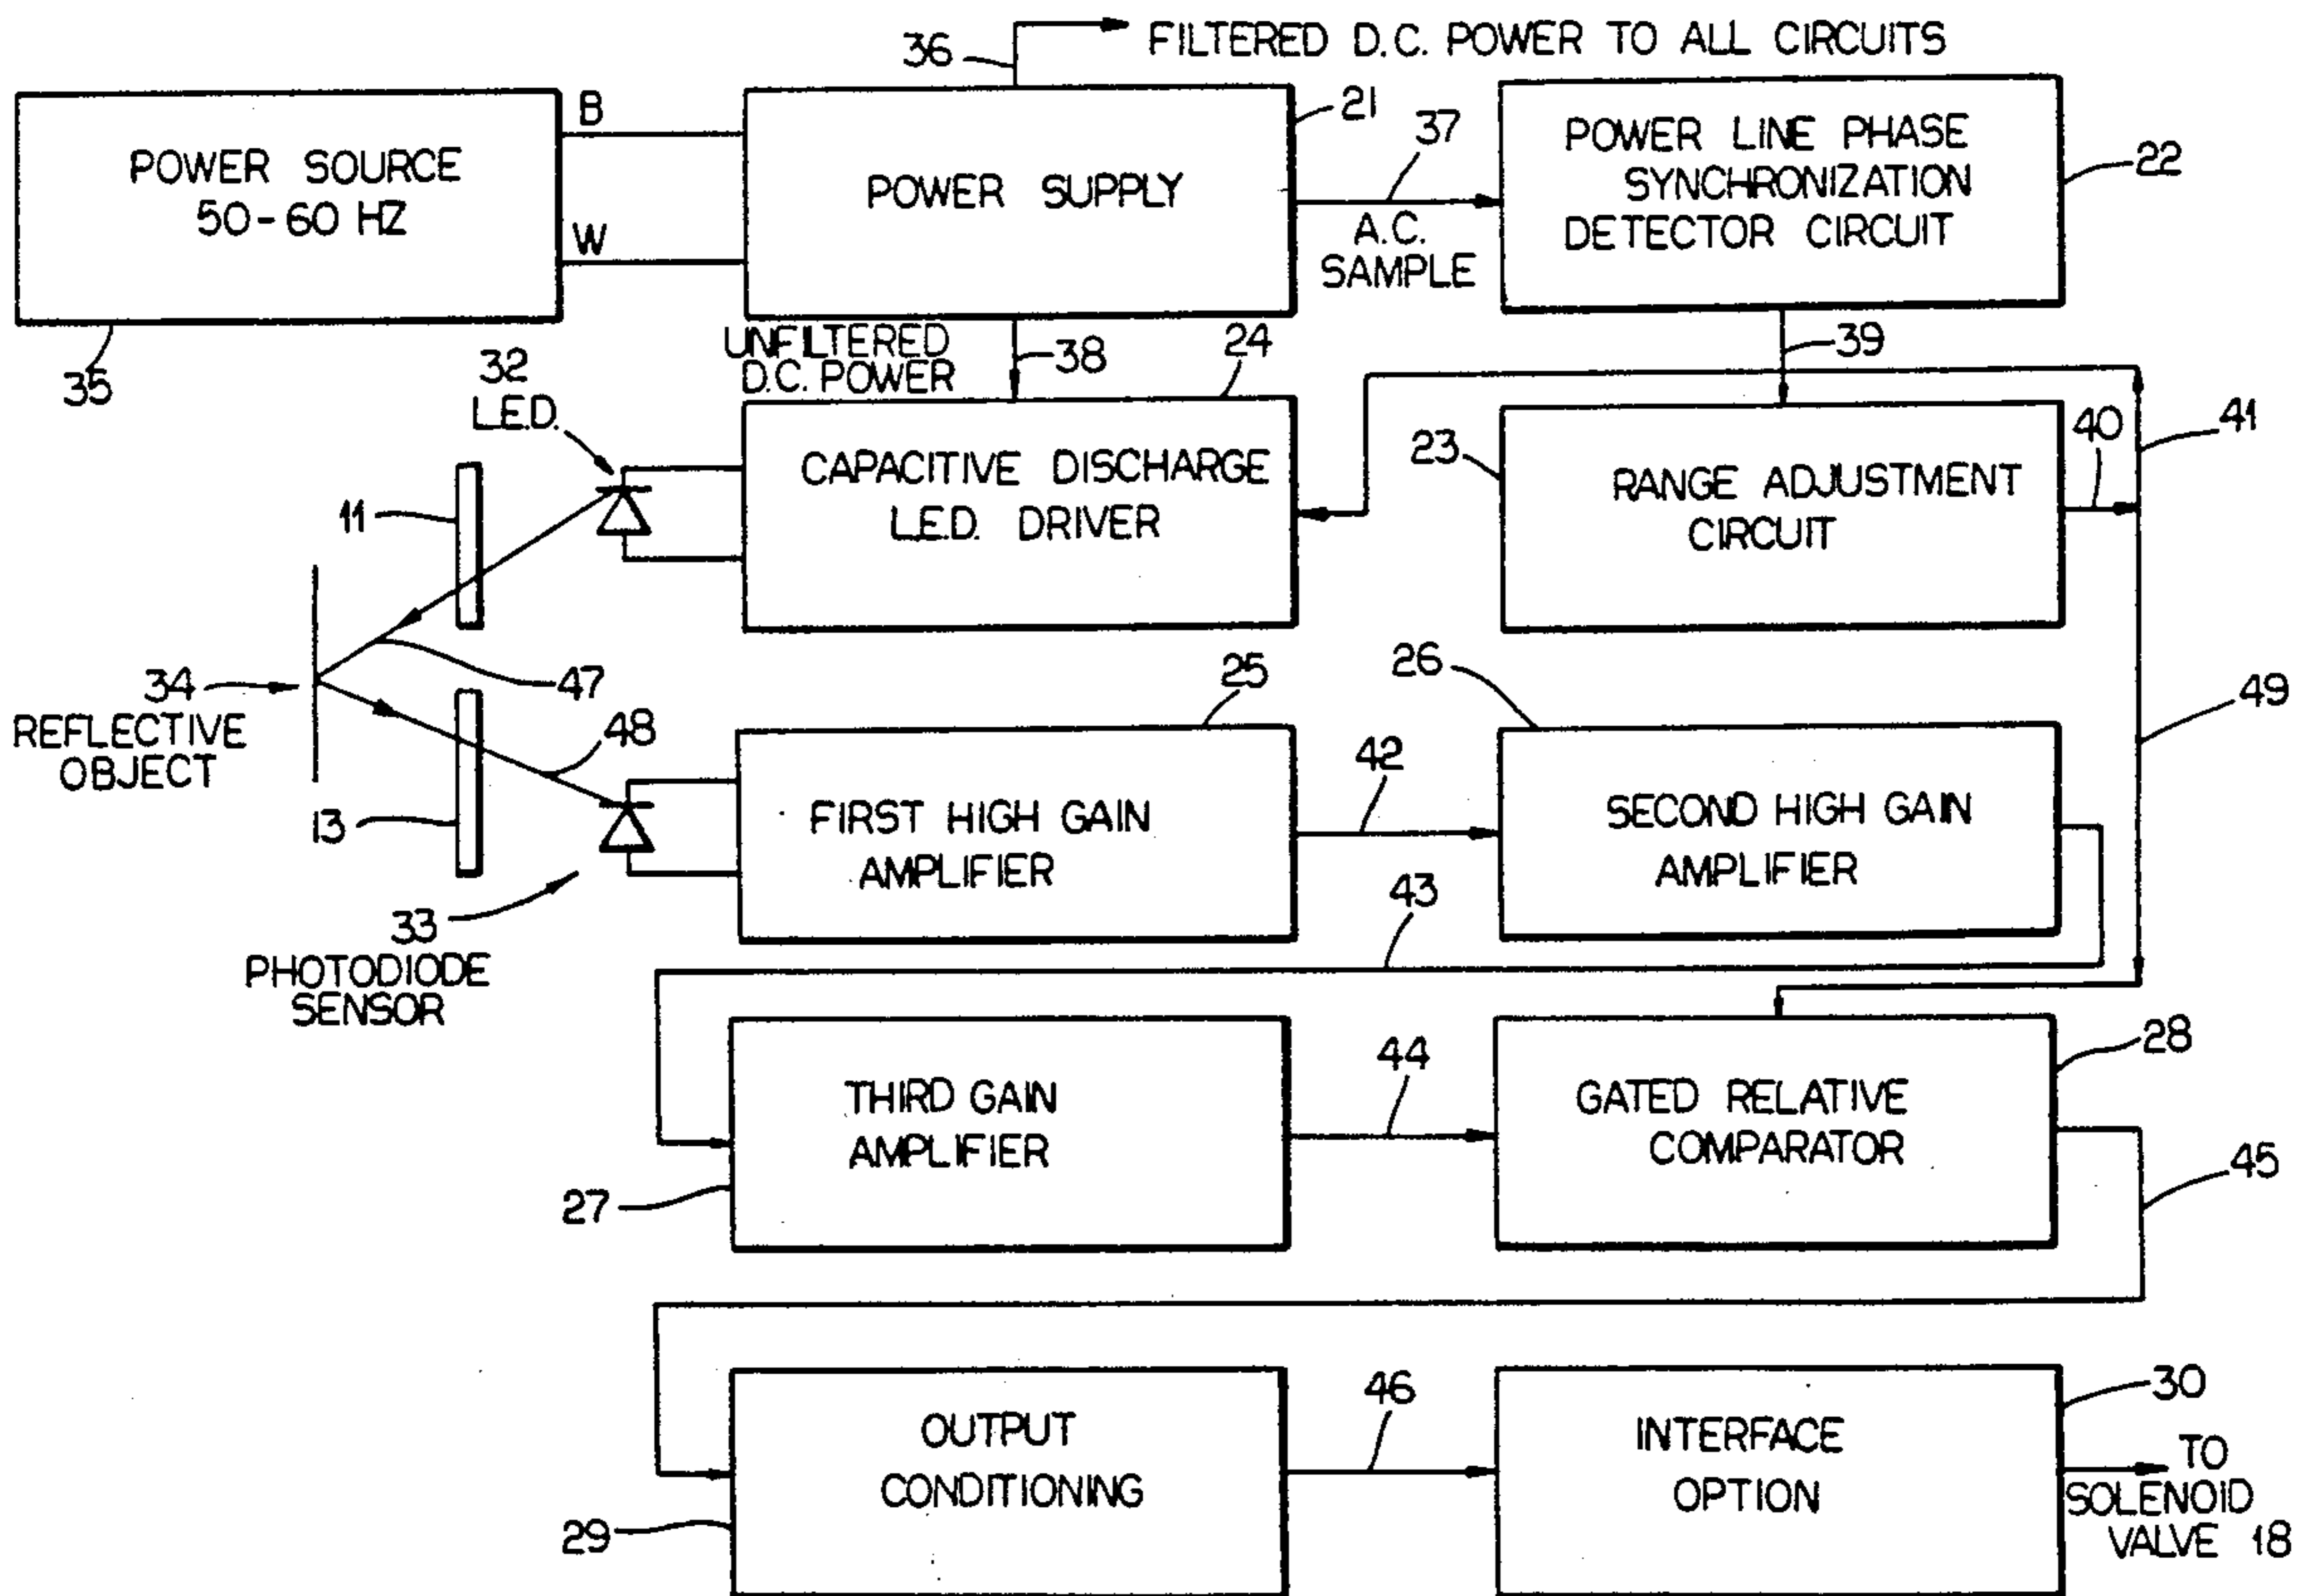 36
FILTERED D.C. POWER TO ALL CIRCUITS
B
W
POWER SOURCE
50-60 HZ
35
POWER SUPPLY
21
37
A.C.
SAMPLE
POWER LINE PHASE
SYNCHRONIZATION
DETECTOR CIRCUIT
22
UNFILTERED
D.C. POWER
38
24
39
32
L.E.D.
11
CAPACITIVE DISCHARGE
L.E.D. DRIVER
23
RANGE ADJUSTMENT
CIRCUIT
40
41
34
REFLECTIVE
OBJECT
47
48
13
25
FIRST HIGH GAIN
AMPLIFIER
42
26
SECOND HIGH GAIN
AMPLIFIER
49
33
PHOTODIODE
SENSOR
43
THIRD GAIN
AMPLIFIER
27
44
GATED RELATIVE
COMPARATOR
28
45
OUTPUT
CONDITIONING
29
46
INTERFACE
OPTION
30
TO
SOLENOID
VALVE 18